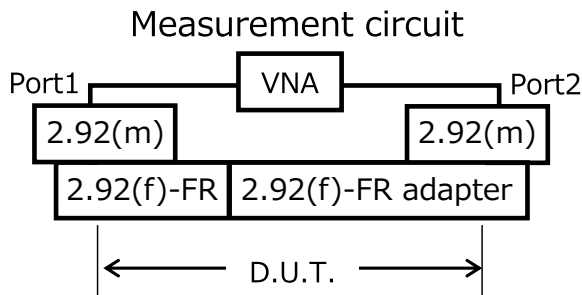 Measurement circuit
Port1
VNA
Port2
2.92(m)
2.92(m)
2.92(f)-FR
2.92(f)-FR adapter
D.U.T.